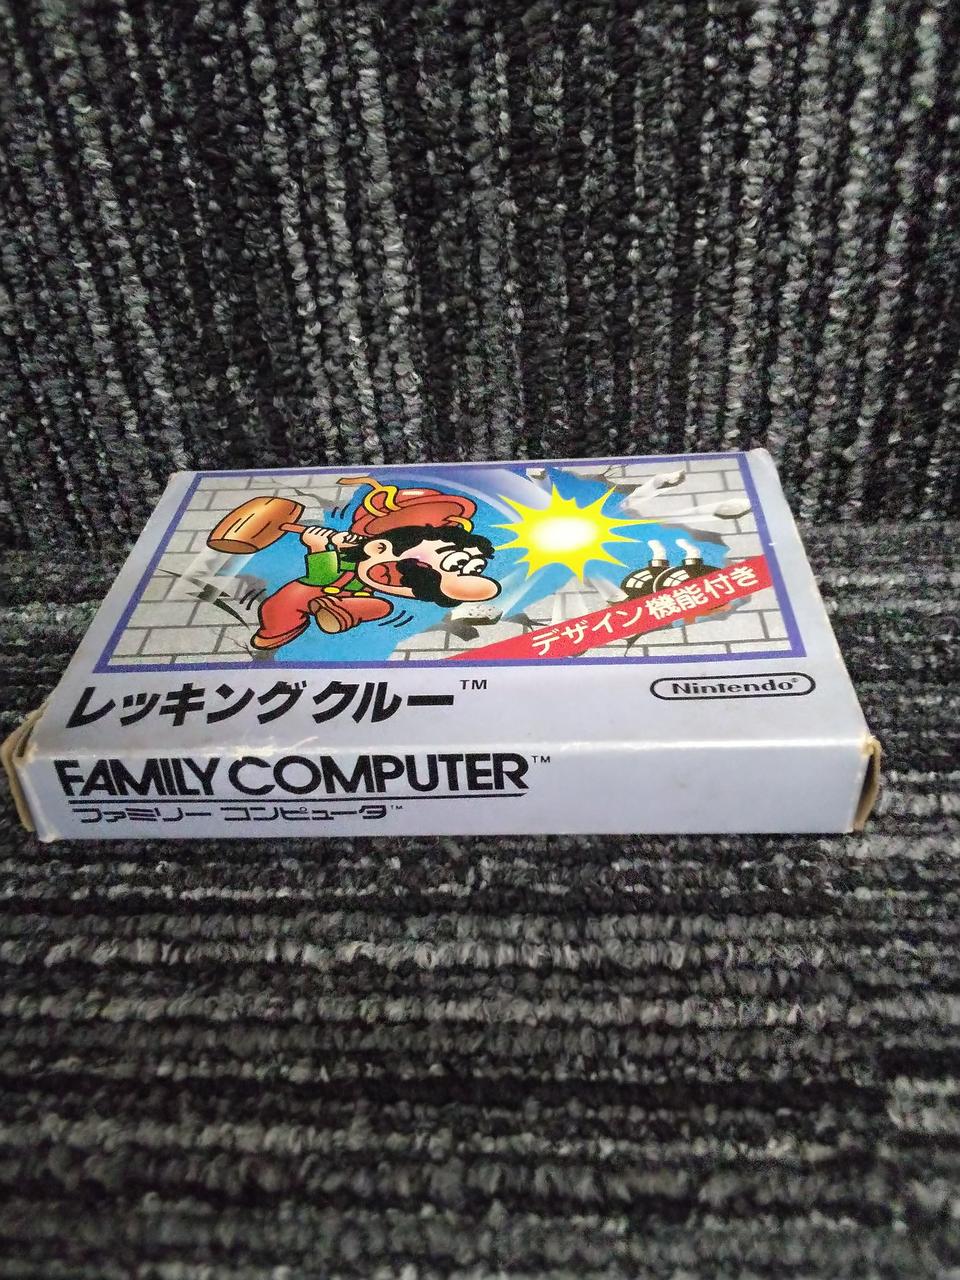 デザイン機能付き
レッキングクルー™
Nintendo®
FAMILY COMPUTER™
ファミリー コンピュータ™